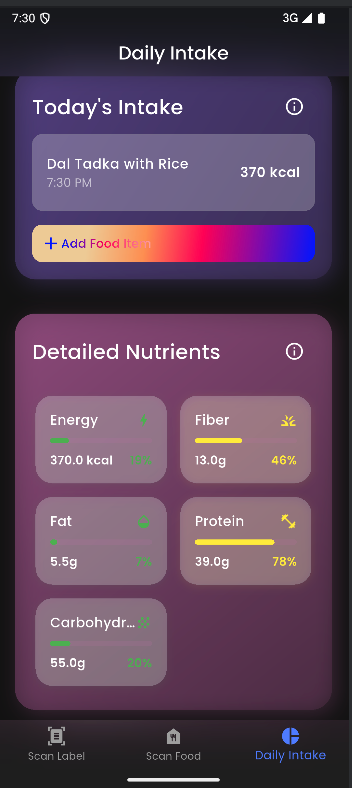 7:30
3G
Daily Intake
Today's Intake
Dal Tadka with Rice
7:30 PM
370 kcal
+ Add Food Item
Detailed Nutrients
Energy
370.0 kcal
Fiber
13.0g
46%
Fat
5.5g
7%
Protein
39.0g
78%
Carbohydr...
55.0g
20%
Scan Label
Scan Food
Daily Intake